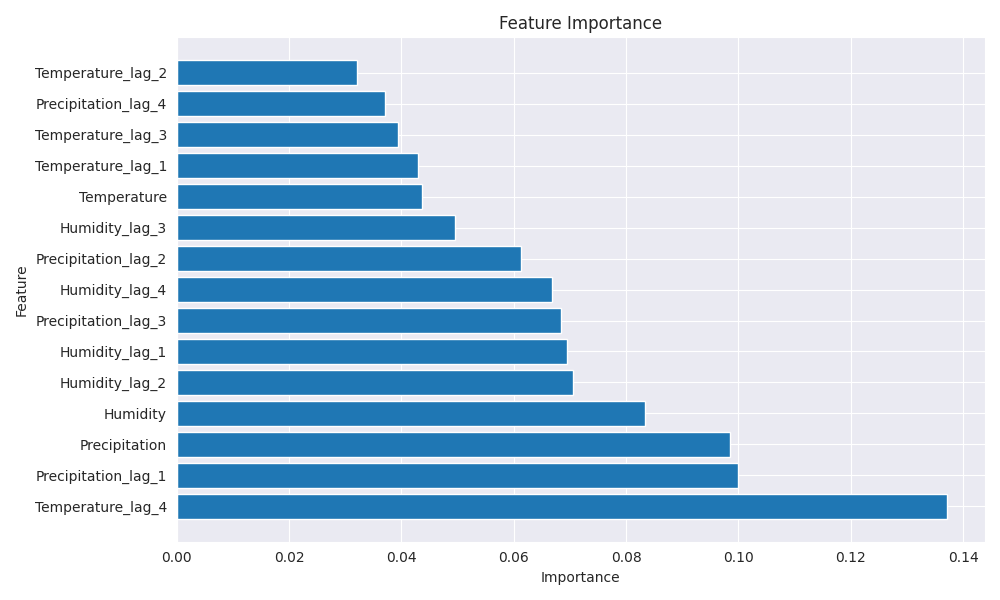 Feature Importance
Feature
Temperature_lag_2
Precipitation_lag_4
Temperature_lag_3
Temperature_lag_1
Temperature
Humidity_lag_3
Precipitation_lag_2
Humidity_lag_4
Precipitation_lag_3
Humidity_lag_1
Humidity_lag_2
Humidity
Precipitation
Precipitation_lag_1
Temperature_lag_4
0.00 0.02 0.04 0.06 0.08 0.10 0.12 0.14
Importance